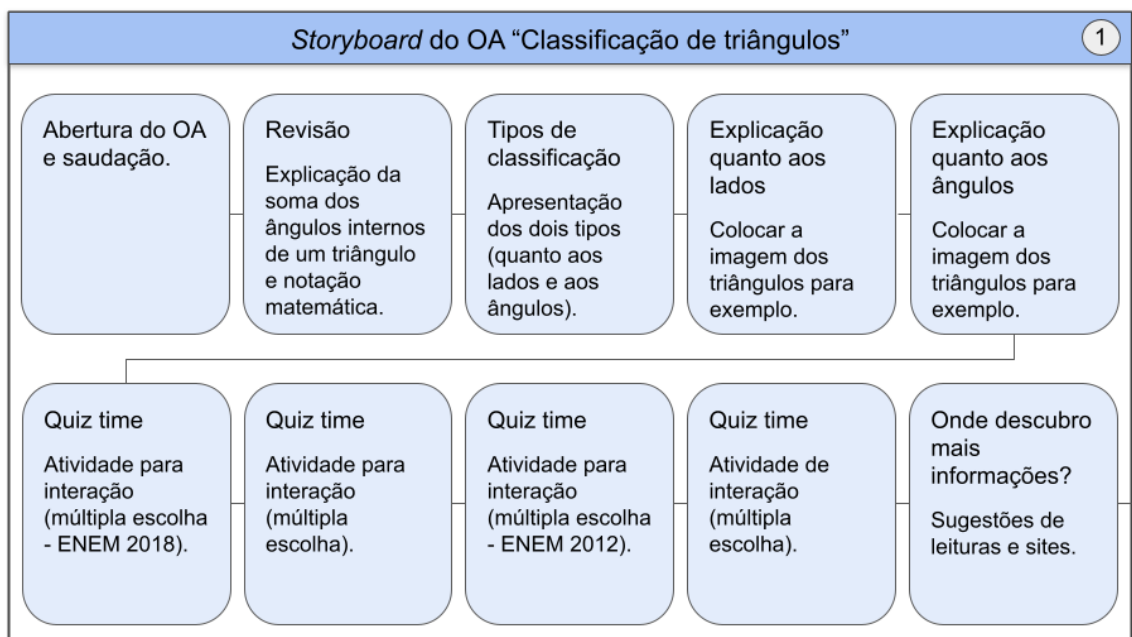 Storyboard do OA “Classificação de triângulos”
1
Abertura do OA
e saudação.
Revisão
Explicação da
soma dos
ângulos internos
de um triângulo
e notação
matemática.
Tipos de
classificação
Apresentação
dos dois tipos
(quanto aos
lados e aos
ângulos).
Explicação
quanto aos
lados
Colocar a
imagem dos
triângulos para
exemplo.
Explicação
quanto aos
ângulos
Colocar a
imagem dos
triângulos para
exemplo.
Quiz time
Atividade para
interação
(múltipla escolha
- ENEM 2018).
Quiz time
Atividade para
interação
(múltipla
escolha).
Quiz time
Atividade para
interação
(múltipla escolha
- ENEM 2012).
Quiz time
Atividade de
interação
(múltipla
escolha).
Onde descubro
mais
informações?
Sugestões de
leituras e sites.